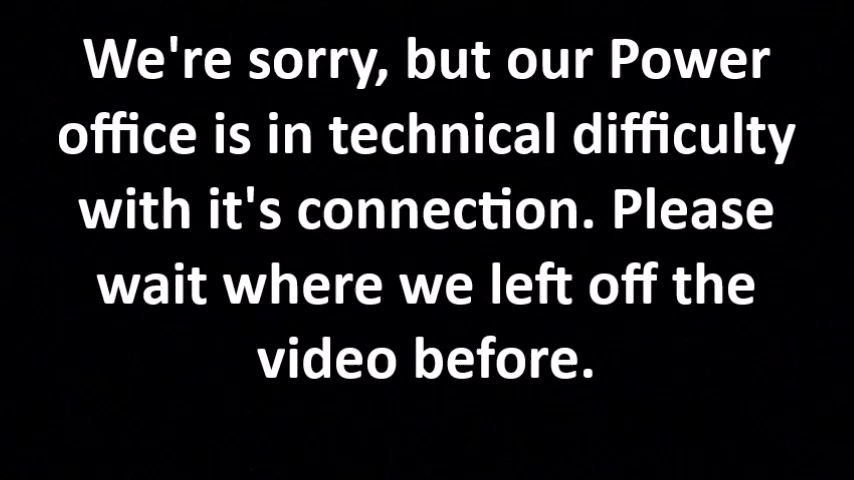 We're sorry, but our Power
office is in technical difficulty
with it's connection. Please
wait where we left off the
video before.